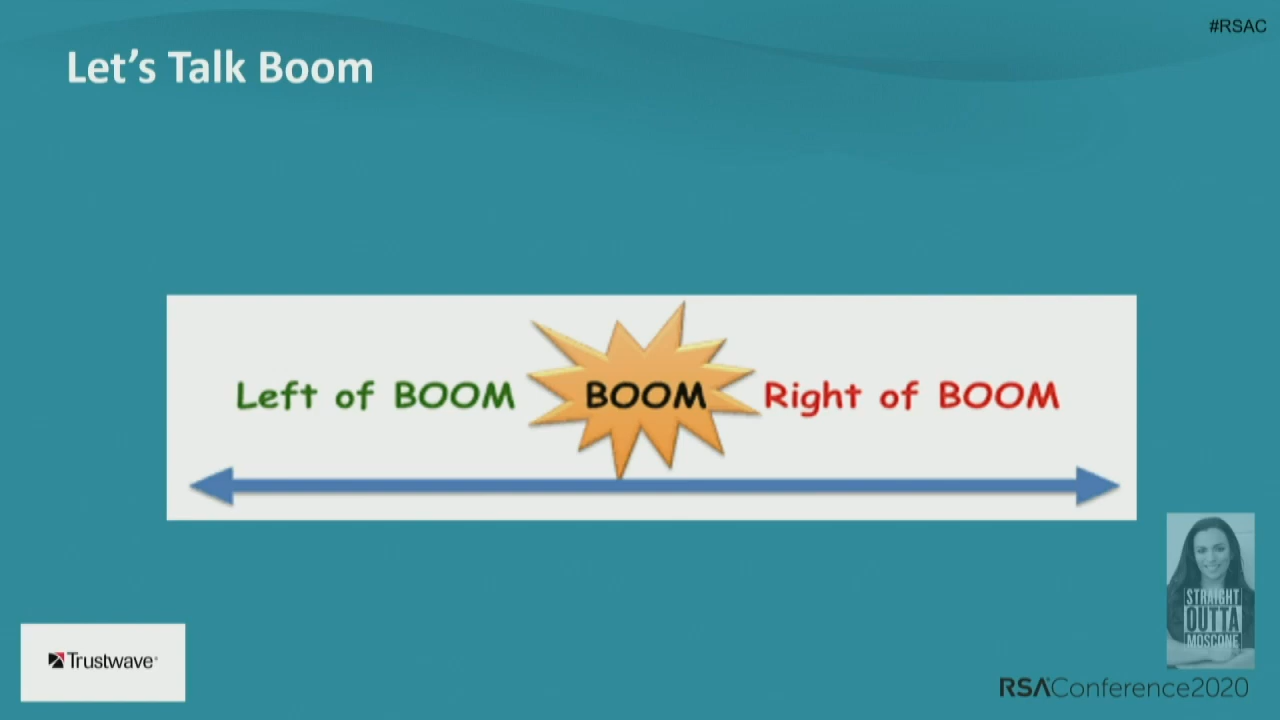 #RSAC
Let's Talk Boom
Left of BOOM
BOOM
Right of BOOM
STRAIGHT
OUTTA
MOSCONE
Trustwave®
RSAConference2020